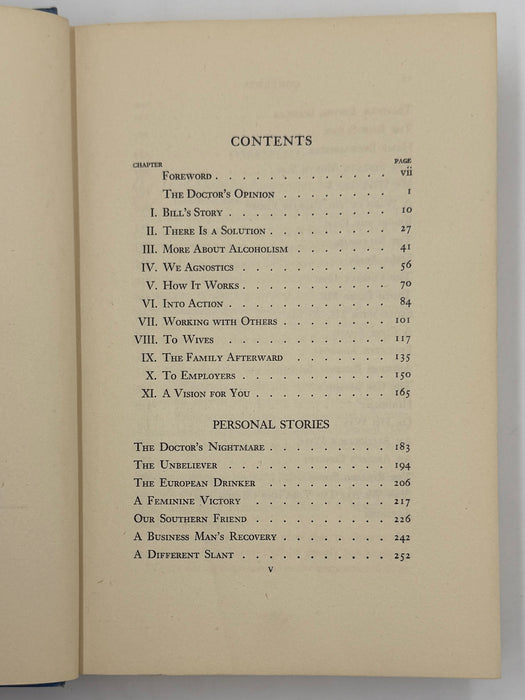 CONTENTS
CHAPTER PAGE
FOREWORD . . . . . . . . . . . . . vii
THE DOCTOR'S OPINION . . . . . . . . 1
I. BILL'S STORY . . . . . . . . . . . . 10
II. THERE IS A SOLUTION . . . . . . . . . 27
III. MORE ABOUT ALCOHOLISM . . . . . . . 41
IV. WE AGNOSTICS . . . . . . . . . . . 56
V. HOW IT WORKS . . . . . . . . . . . 70
VI. INTO ACTION . . . . . . . . . . . . 84
VII. WORKING WITH OTHERS . . . . . . . . 101
VIII. TO WIVES . . . . . . . . . . . . . 117
IX. THE FAMILY AFTERWARD . . . . . . . . 135
X. TO EMPLOYERS . . . . . . . . . . . 150
XI. A VISION FOR YOU . . . . . . . . . . 165
PERSONAL STORIES
THE DOCTOR'S NIGHTMARE . . . . . . . . . 183
THE UNBELIEVER . . . . . . . . . . . . 194
THE EUROPEAN DRINKER . . . . . . . . . . 206
A FEMININE VICTORY . . . . . . . . . . . 217
OUR SOUTHERN FRIEND . . . . . . . . . . 226
A BUSINESS MAN'S RECOVERY . . . . . . . . 242
A DIFFERENT SLANT . . . . . . . . . . . 252
v